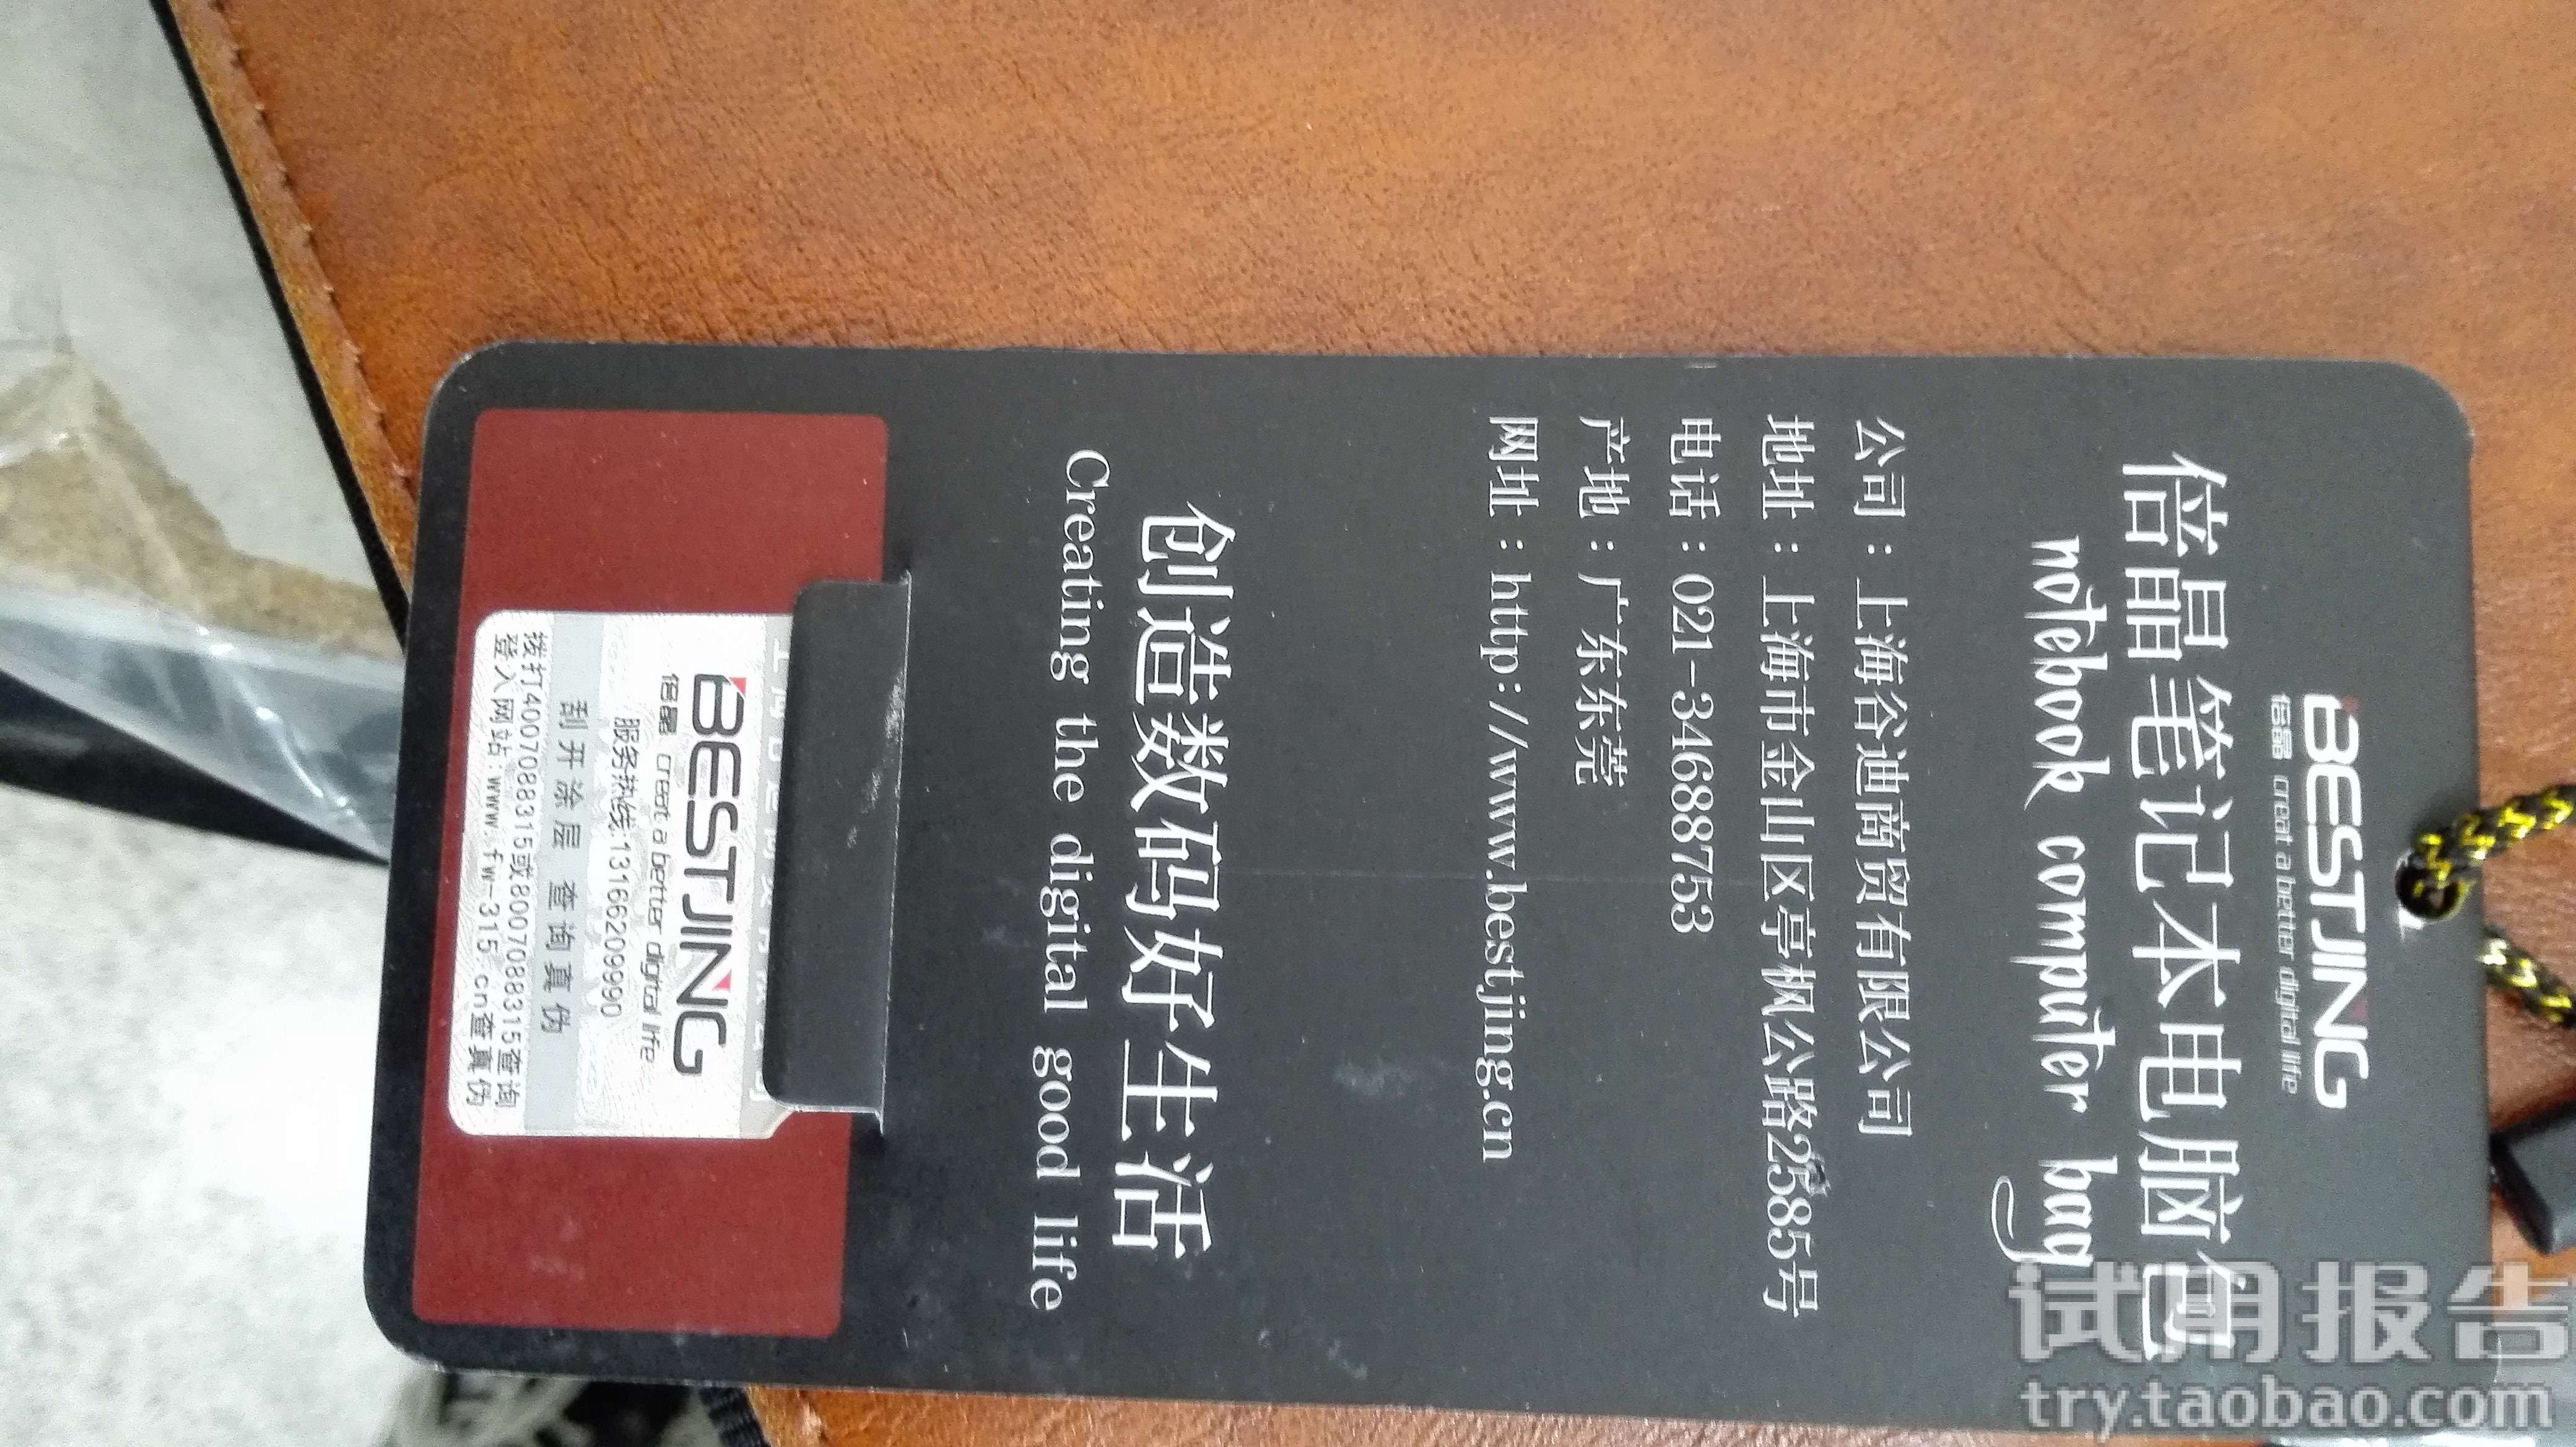 BESTJING
倍晶 creat a better digital life
倍晶笔记本电脑包
notebook computer bag
公司：上海谷迪商贸有限公司
地址：上海市金山区亭枫公路2585号
电话：021-34688753
产地：广东东莞
网址：http://www.bestjing.cn
创造数码好生活
Creating the digital good life
BESTJING
倍晶 creat a better digital life
服务热线:13166209990
刮开涂层 查询真伪
拨打4007088315或8007088315查询
登入网站:www.fw-315.cn查真伪
试用报告
try.taobao.com